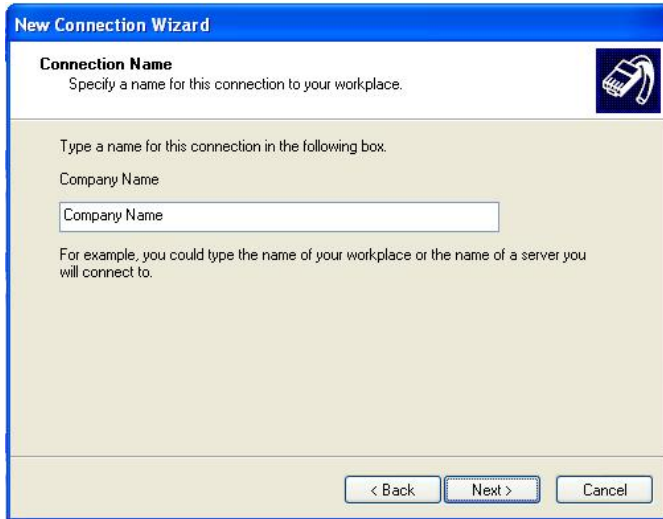 New Connection Wizard
Connection Name
Specify a name for this connection to your workplace.
Type a name for this connection in the following box.
Company Name
Company Name
For example, you could type the name of your workplace or the name of a server you
will connect to.
< Back
Next >
Cancel